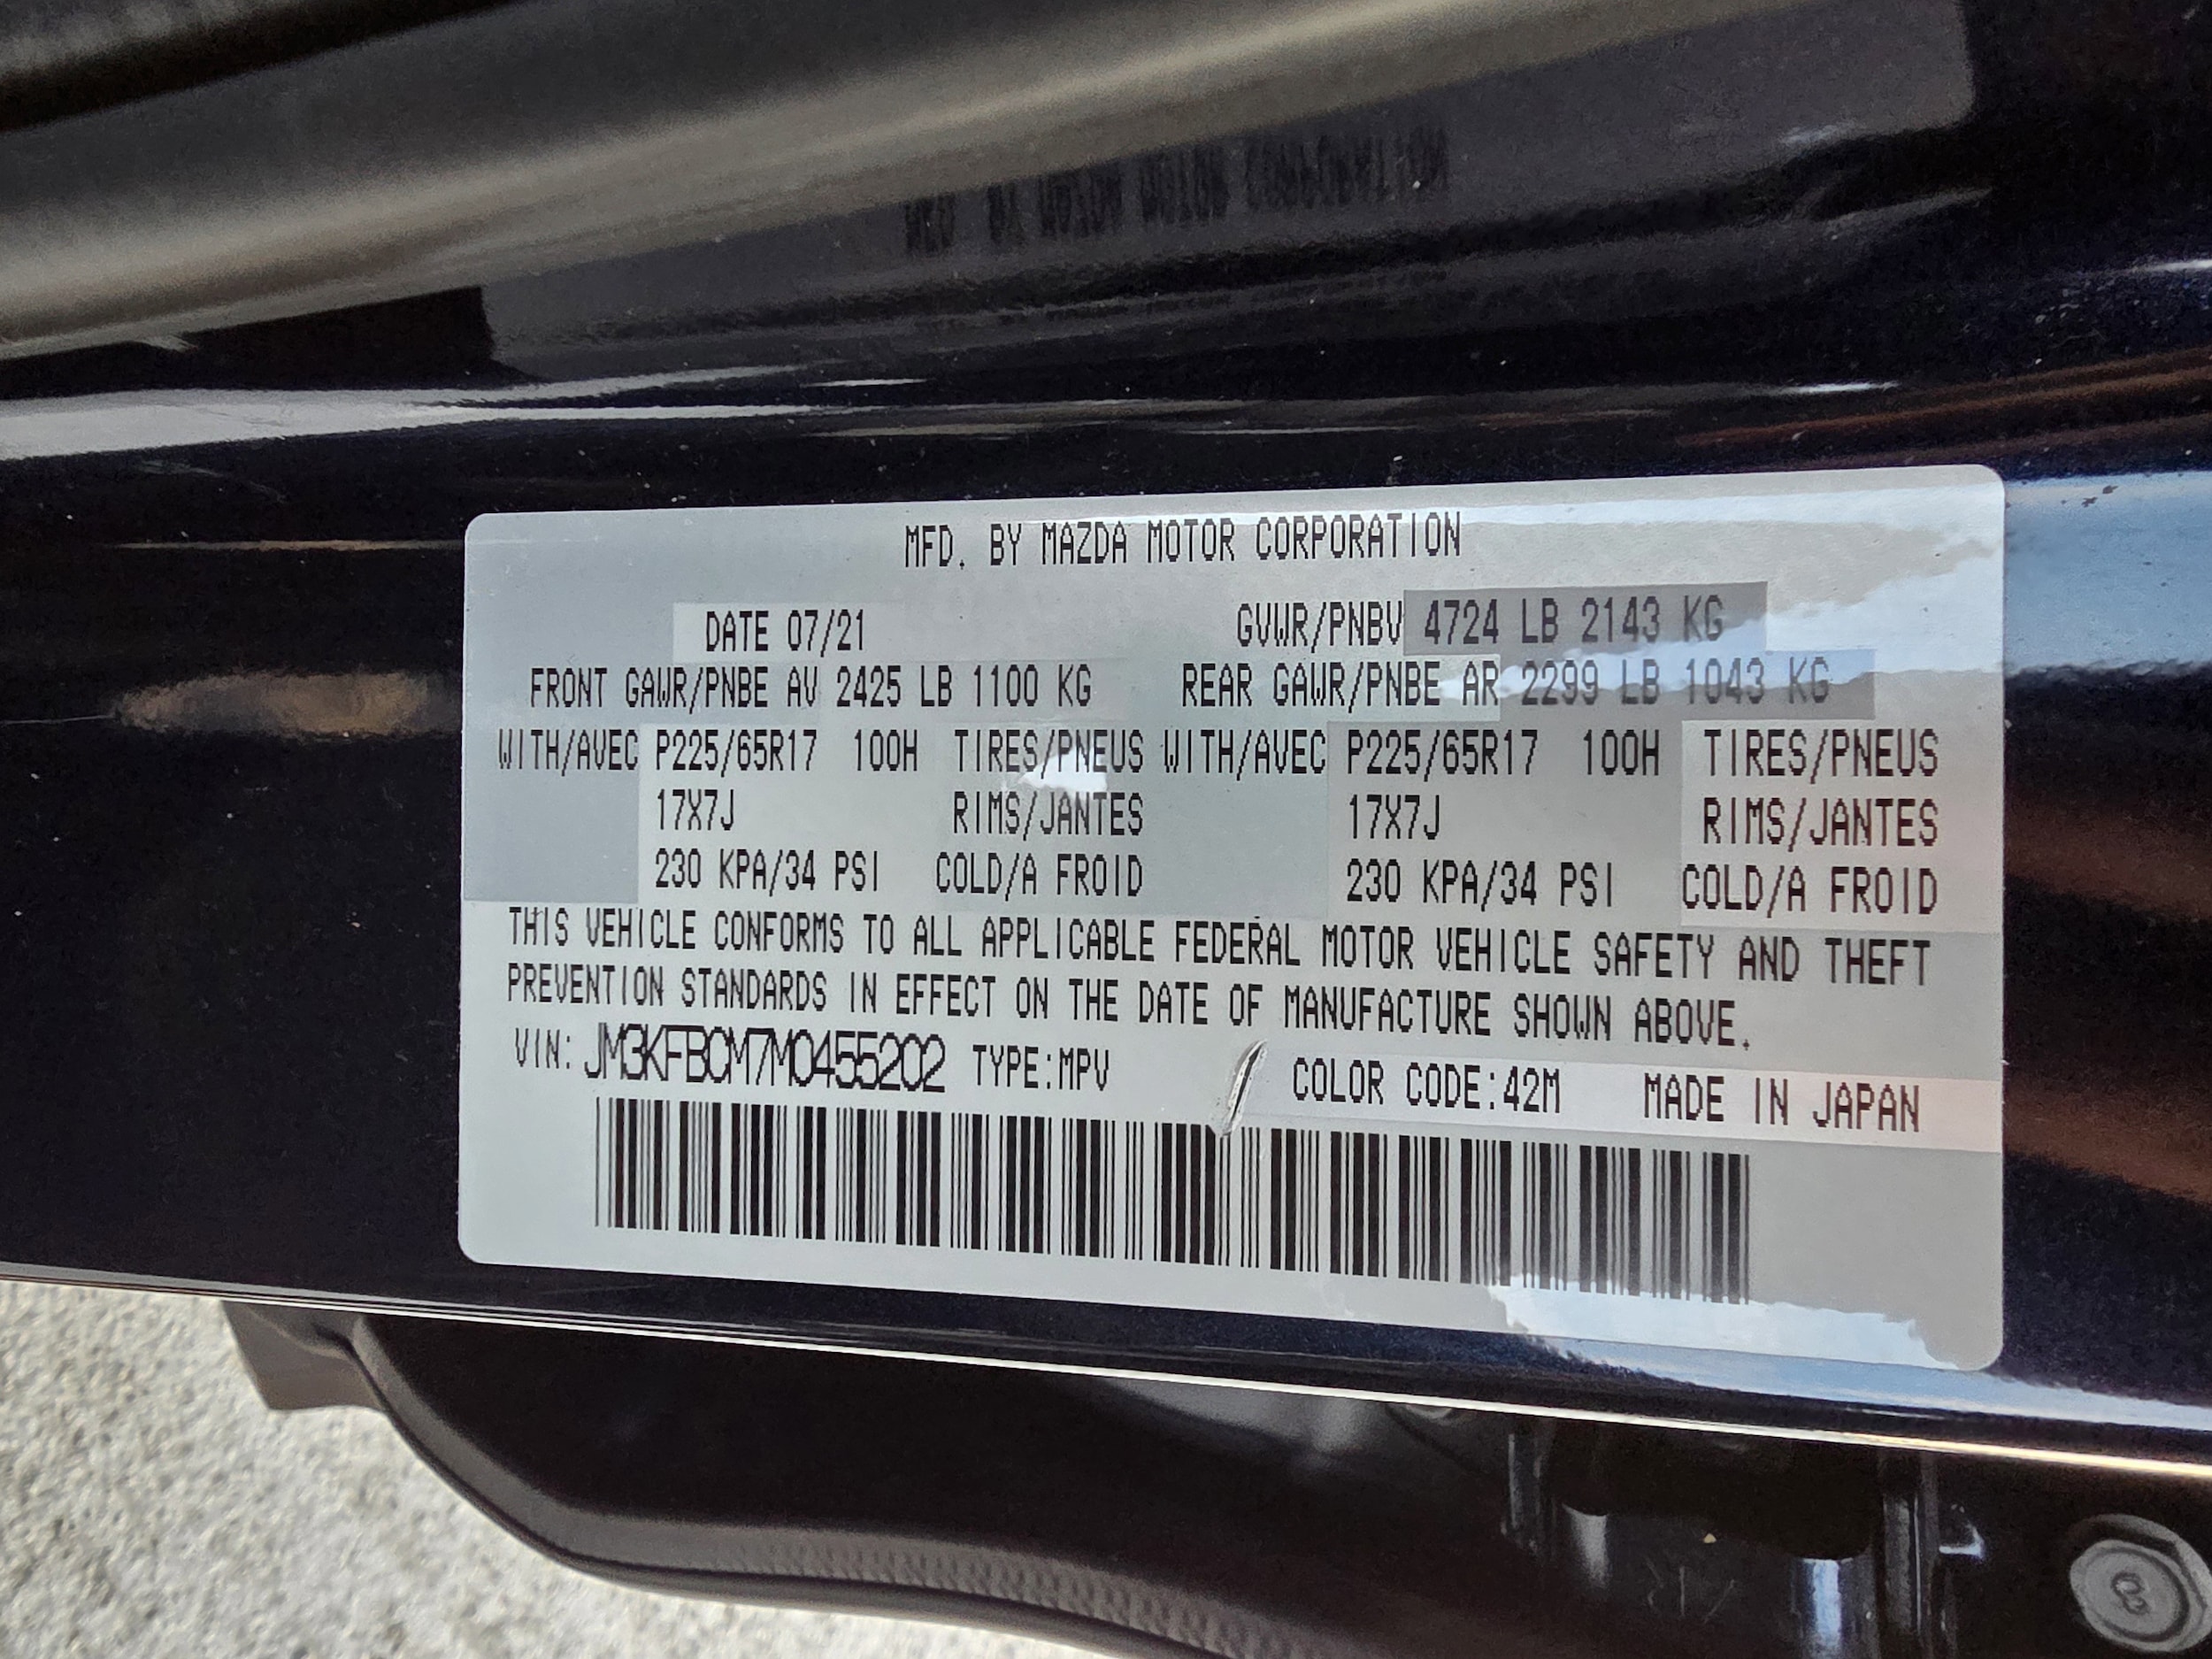 MFD. BY MAZDA MOTOR CORPORATION
DATE 07/21 GVWR/PNBV 4724 LB 2143 KG
FRONT GAWR/PNBE AV 2425 LB 1100 KG REAR GAWR/PNBE AR 2299 LB 1043 KG
WITH/AVEC P225/65R17 100H TIRES/PNEUS WITH/AVEC P225/65R17 100H TIRES/PNEUS
17X7J RIMS/JANTES 17X7J RIMS/JANTES
230 KPA/34 PSI COLD/A FROID 230 KPA/34 PSI COLD/A FROID
THIS VEHICLE CONFORMS TO ALL APPLICABLE FEDERAL MOTOR VEHICLE SAFETY AND THEFT
PREVENTION STANDARDS IN EFFECT ON THE DATE OF MANUFACTURE SHOWN ABOVE.
VIN: JM3KFBCM7M0455202 TYPE:MPV COLOR CODE:42M MADE IN JAPAN
8